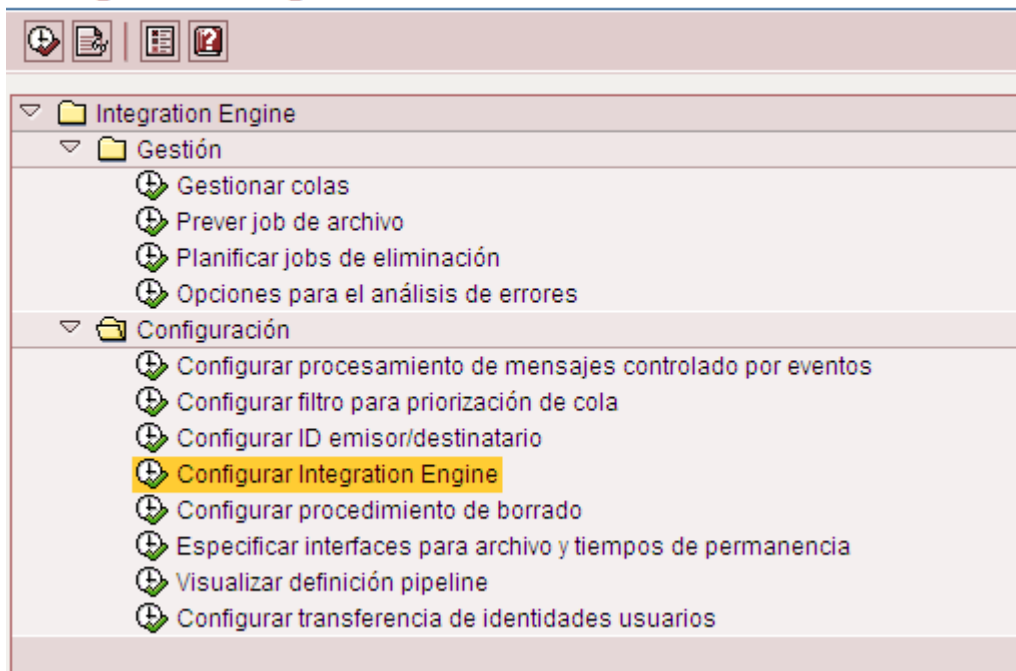 Integration Engine
Gestión
Gestionar colas
Prever job de archivo
Planificar jobs de eliminación
Opciones para el análisis de errores
Configuración
Configurar procesamiento de mensajes controlado por eventos
Configurar filtro para priorización de cola
Configurar ID emisor/destinatario
Configurar Integration Engine
Configurar procedimiento de borrado
Especificar interfaces para archivo y tiempos de permanencia
Visualizar definición pipeline
Configurar transferencia de identidades usuarios